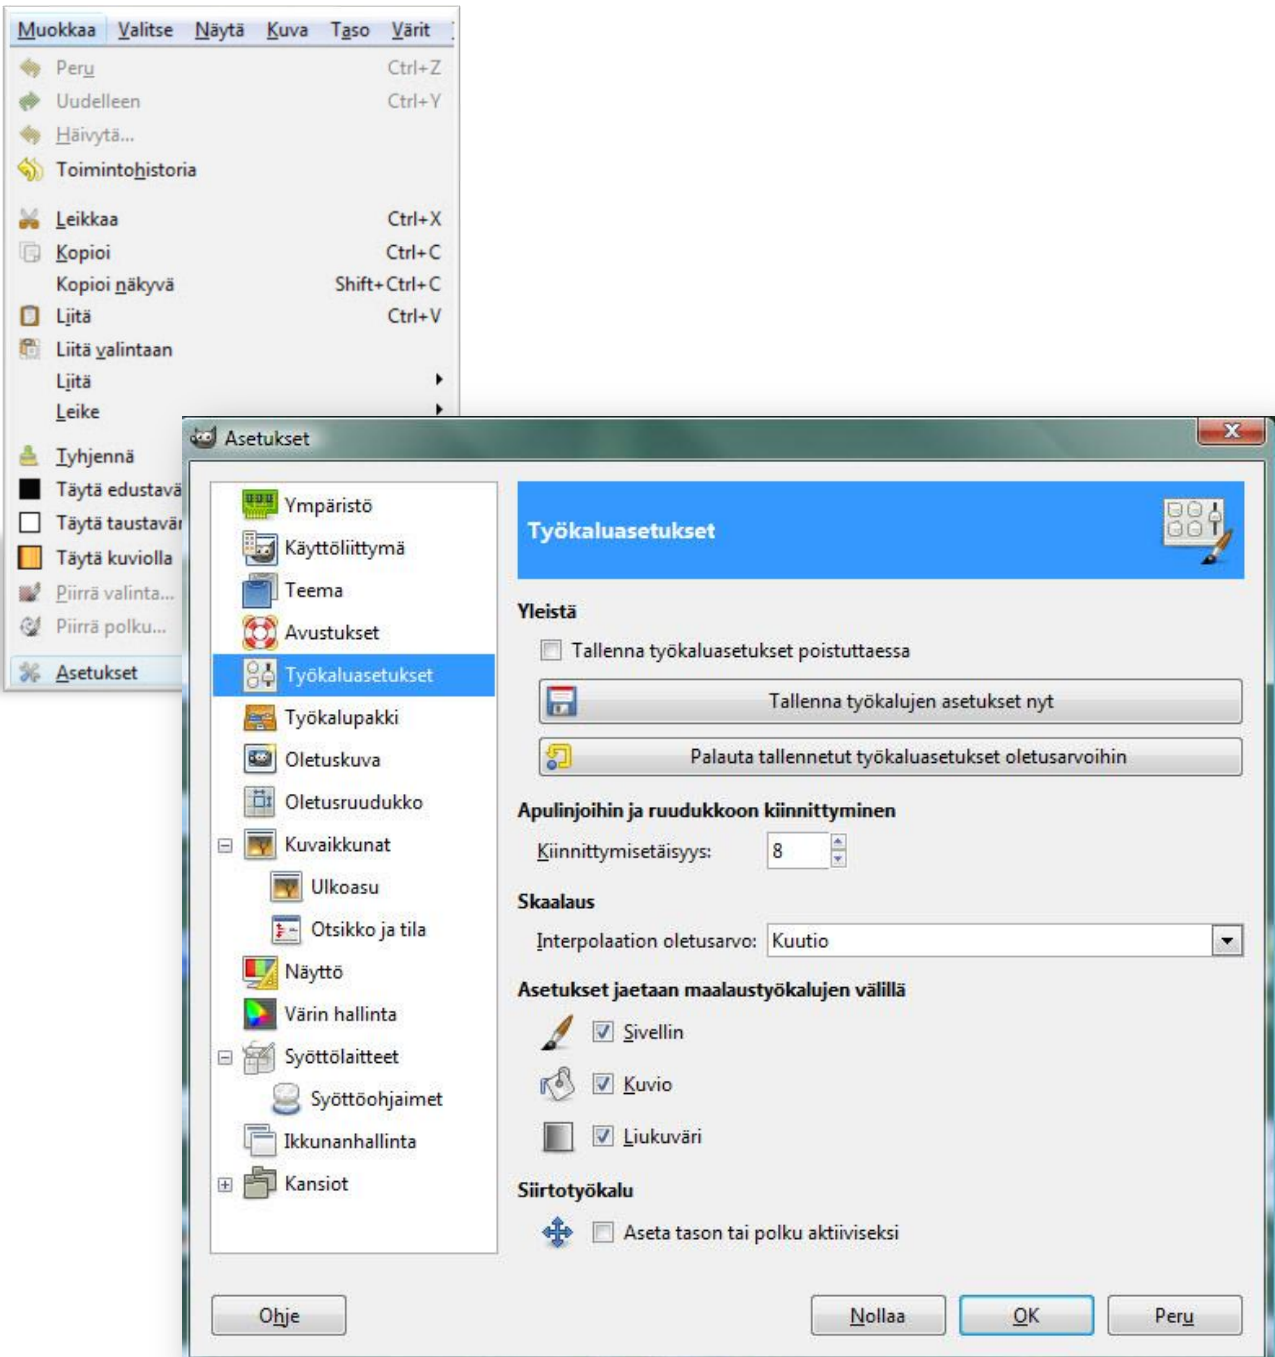 Muokkaa Valitse Näytä Kuva Taso Värit
Peru Ctrl+Z
Uudelleen Ctrl+Y
Häivytä...
Toimintohistoria
Leikkaa Ctrl+X
Kopioi Ctrl+C
Kopioi näkyvä Shift+Ctrl+C
Liitä Ctrl+V
Liitä valintaan
Liitä
Leike
Tyhjennä
Täytä edustavä
Täytä taustavär
Täytä kuviolla
Piirrä valinta...
Piirrä polku...
Asetukset
Asetukset
Ympäristö
Käyttöliittymä
Teema
Avustukset
Työkaluasetukset
Työkalupakki
Oletuskuva
Oletusruudukko
Kuvaikkunat
Ulkoasu
Otsikko ja tila
Näyttö
Värin hallinta
Syöttölaitteet
Syöttöohjaimet
Ikkunanhallinta
Kansiot
Työkaluasetukset
Yleistä
Tallenna työkaluasetukset poistuttaessa
Tallenna työkalujen asetukset nyt
Palauta tallennetut työkaluasetukset oletusarvoihin
Apulinjoihin ja ruudukkoon kiinnittyminen
Kiinnittymisetäisyys: 8
Skaalaus
Interpolaation oletusarvo: Kuutio
Asetukset jaetaan maalaustyökalujen välillä
Sivellin
Kuvio
Liukuväri
Siirtotyökalu
Aseta tason tai polku aktiiviseksi
Ohje Nollaa OK Peru